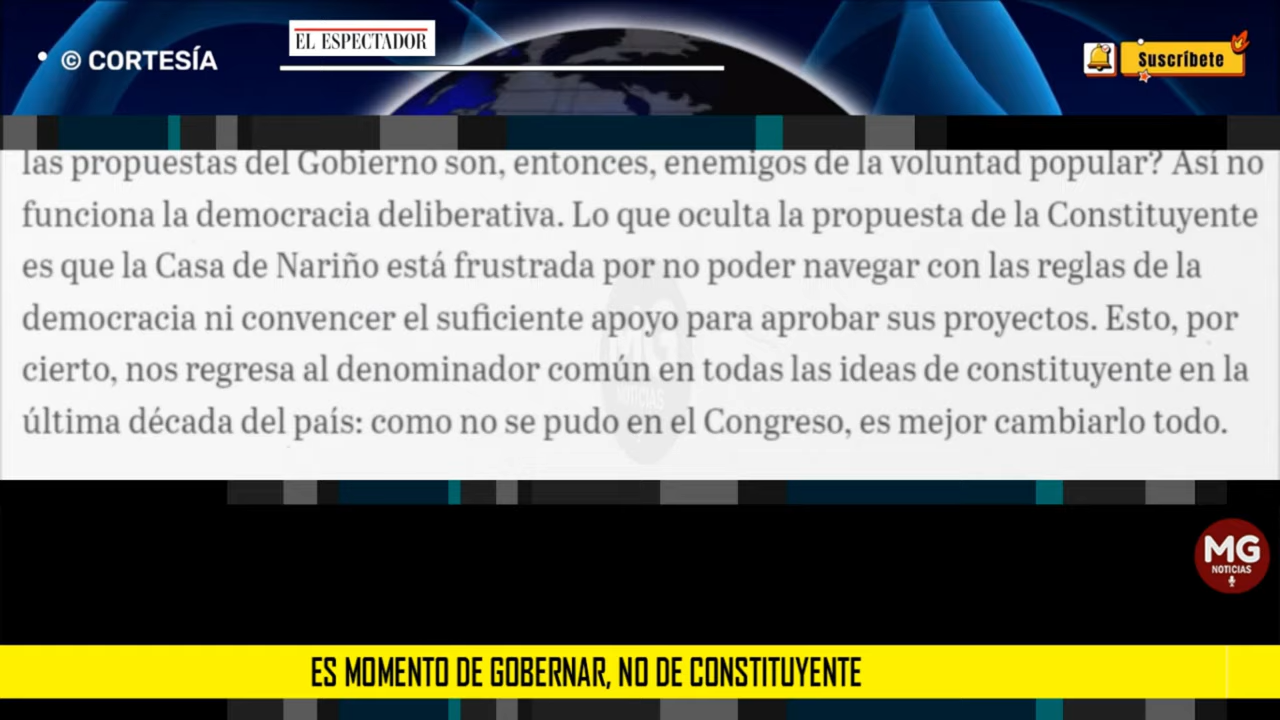 © CORTESÍA
EL ESPECTADOR
Suscríbete
las propuestas del Gobierno son, entonces, enemigos de la voluntad popular? Así no
funciona la democracia deliberativa. Lo que oculta la propuesta de la Constituyente
es que la Casa de Nariño está frustrada por no poder navegar con las reglas de la
democracia ni convencer el suficiente apoyo para aprobar sus proyectos. Esto, por
cierto, nos regresa al denominador común en todas las ideas de constituyente en la
última década del país: como no se pudo en el Congreso, es mejor cambiarlo todo.
MG
NOTICIAS
MG
NOTICIAS
ES MOMENTO DE GOBERNAR, NO DE CONSTITUYENTE